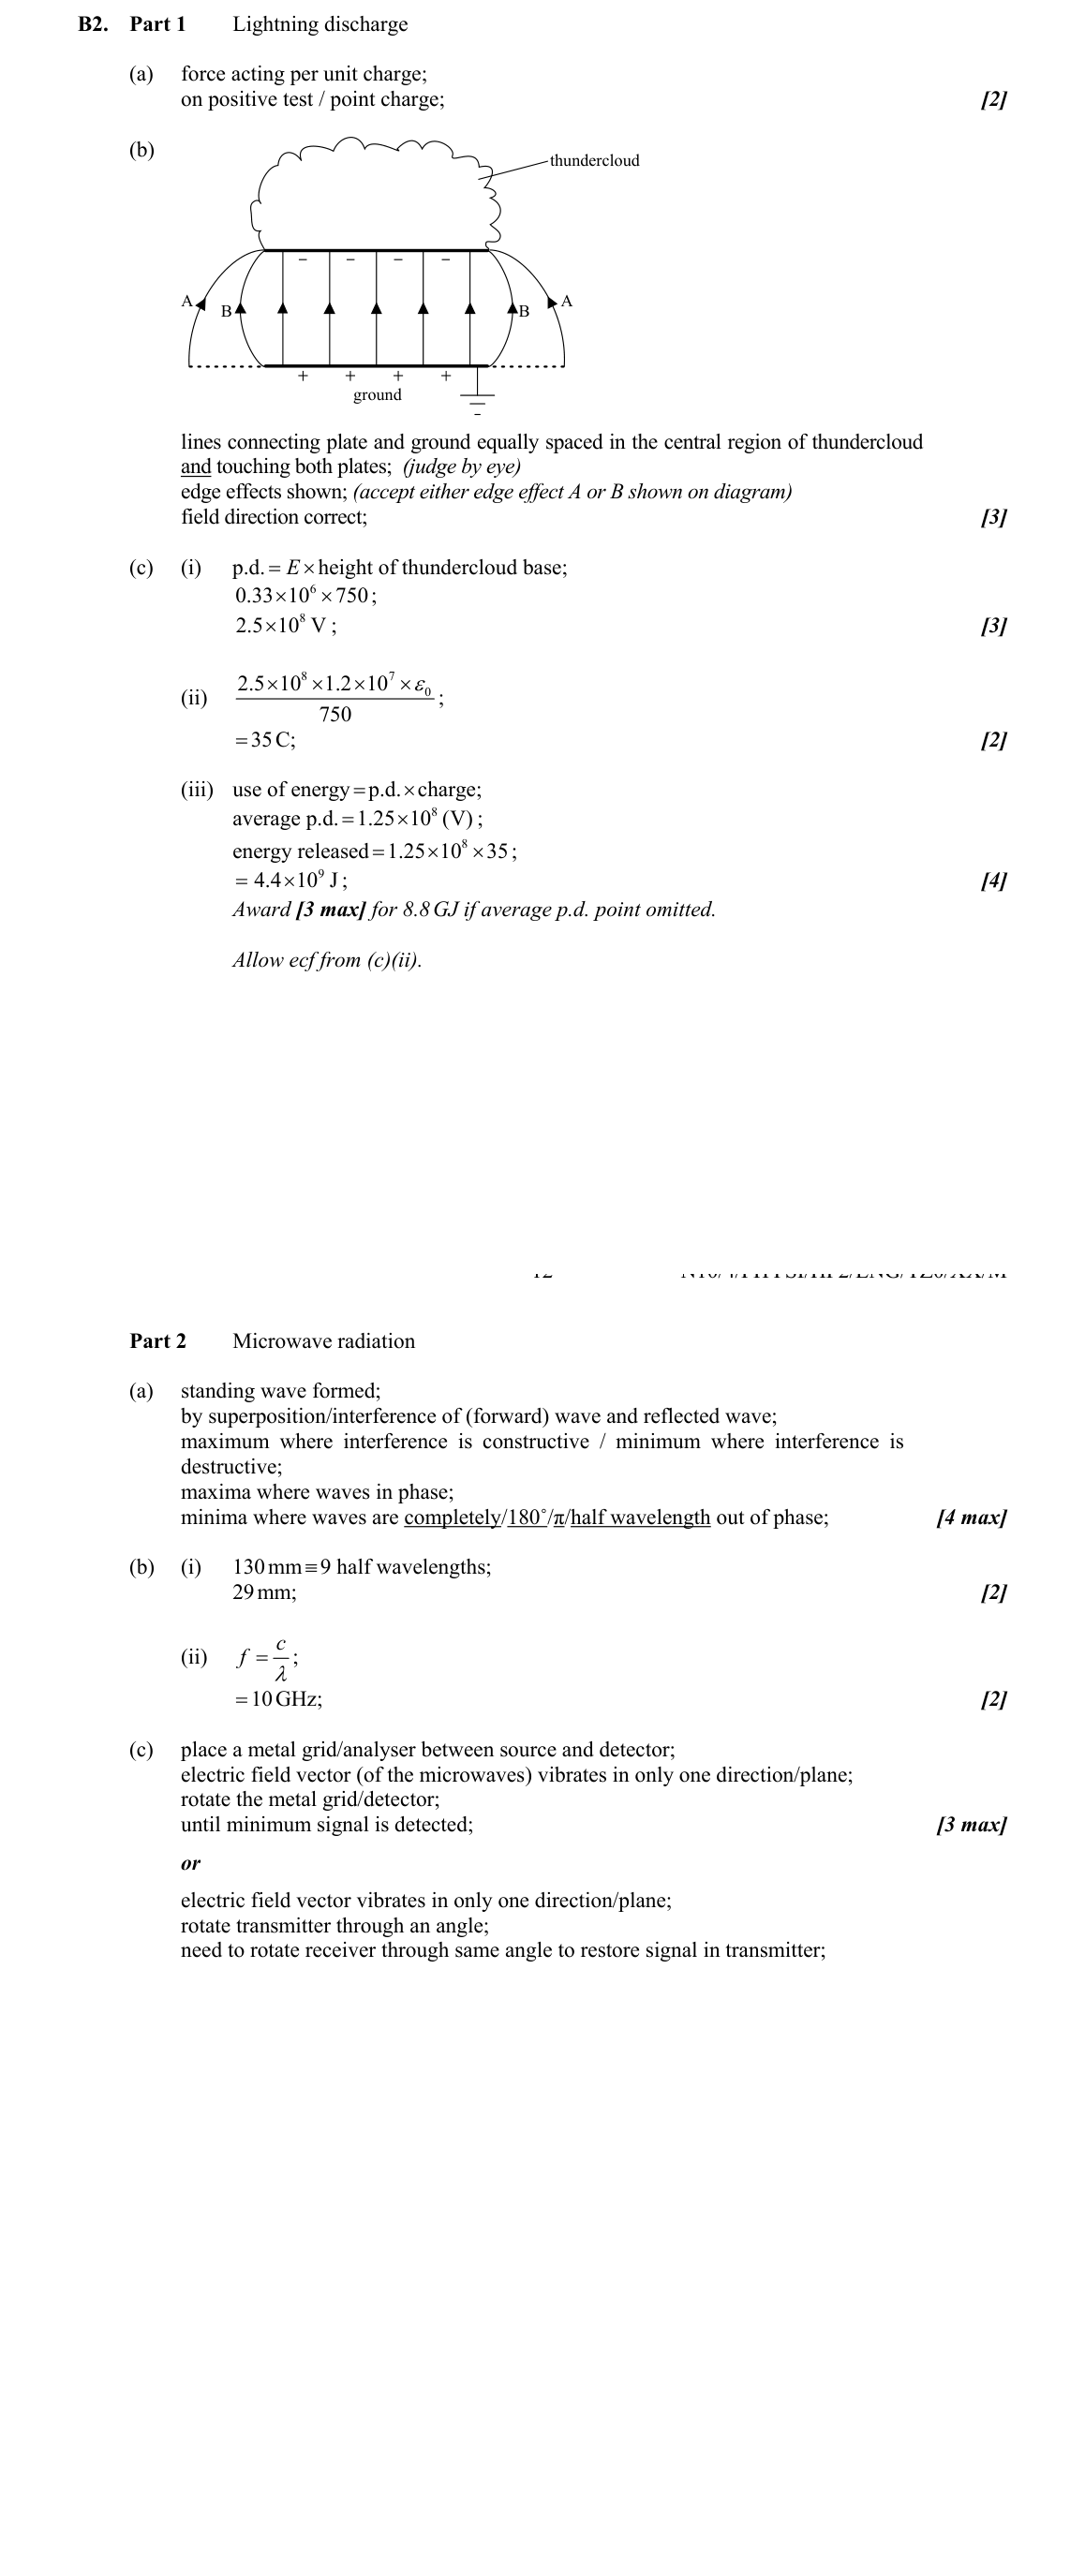 B2. Part 1 Lightning discharge
(a) force acting per unit charge;
on positive test / point charge; [2]
(b)
thundercloud
– – – –
A B B A
+ + + +
ground
lines connecting plate and ground equally spaced in the central region of thundercloud
and touching both plates; (judge by eye)
edge effects shown; (accept either edge effect A or B shown on diagram)
field direction correct; [3]
(c) (i) p.d. = E × height of thundercloud base;
0.33×10⁶ × 750;
2.5×10⁸ V; [3]
(ii) 2.5×10⁸ ×1.2×10⁷ × ε₀ ;
750
= 35 C; [2]
(iii) use of energy = p.d. × charge;
average p.d. = 1.25×10⁸ (V);
energy released = 1.25×10⁸ × 35;
= 4.4×10⁹ J; [4]
Award [3 max] for 8.8 GJ if average p.d. point omitted.
Allow ecf from (c)(ii).
Part 2 Microwave radiation
(a) standing wave formed;
by superposition/interference of (forward) wave and reflected wave;
maximum where interference is constructive / minimum where interference is
destructive;
maxima where waves in phase;
minima where waves are completely/180°/π/half wavelength out of phase; [4 max]
(b) (i) 130 mm ≡ 9 half wavelengths;
29 mm; [2]
(ii) f = c/λ ;
= 10 GHz; [2]
(c) place a metal grid/analyser between source and detector;
electric field vector (of the microwaves) vibrates in only one direction/plane;
rotate the metal grid/detector;
until minimum signal is detected; [3 max]
or
electric field vector vibrates in only one direction/plane;
rotate transmitter through an angle;
need to rotate receiver through same angle to restore signal in transmitter;